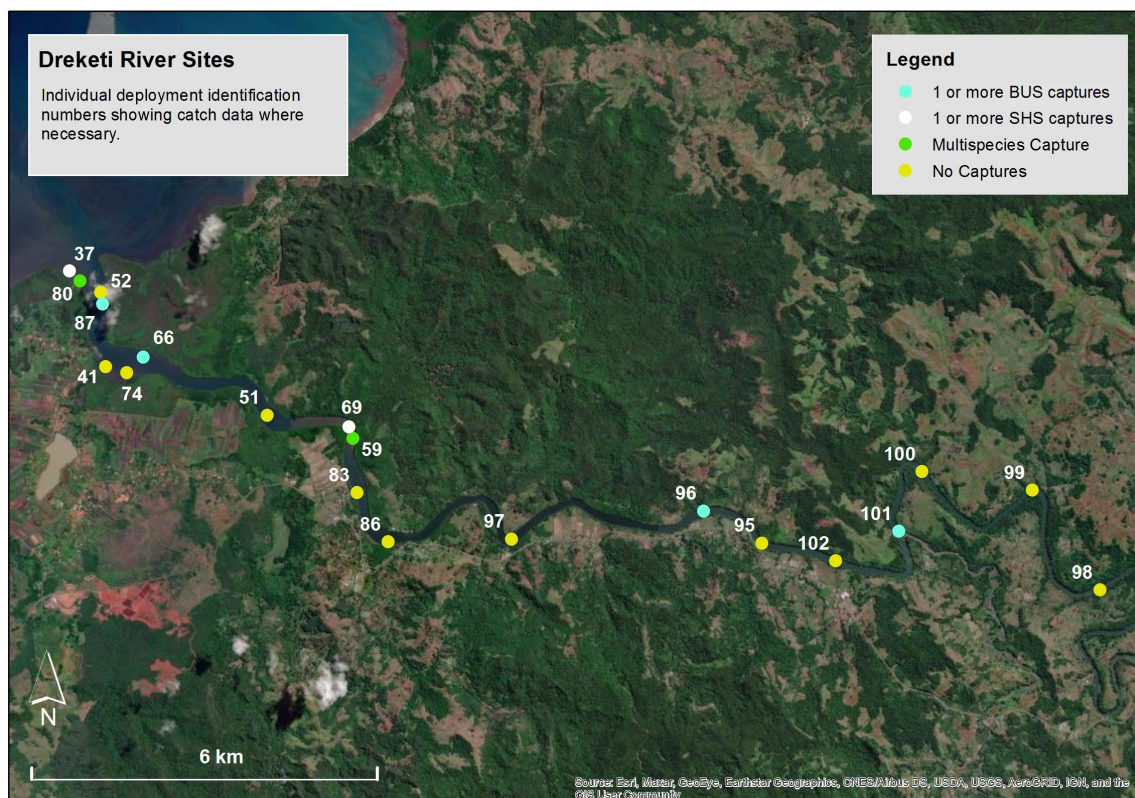 Dreketi River Sites
Individual deployment identification
numbers showing catch data where
necessary.
Legend
1 or more BUS captures
1 or more SHS captures
Multispecies Capture
No Captures
37
52
80
87
66
41
74
51
69
59
83
86
97
96
95
102
100
101
99
98
N
6 km
Source: Esri, Maxar, GeoEye, Earthstar Geographics, CNES/Airbus DS, USDA, USGS, AeroGRID, IGN, and the
GIS User Community